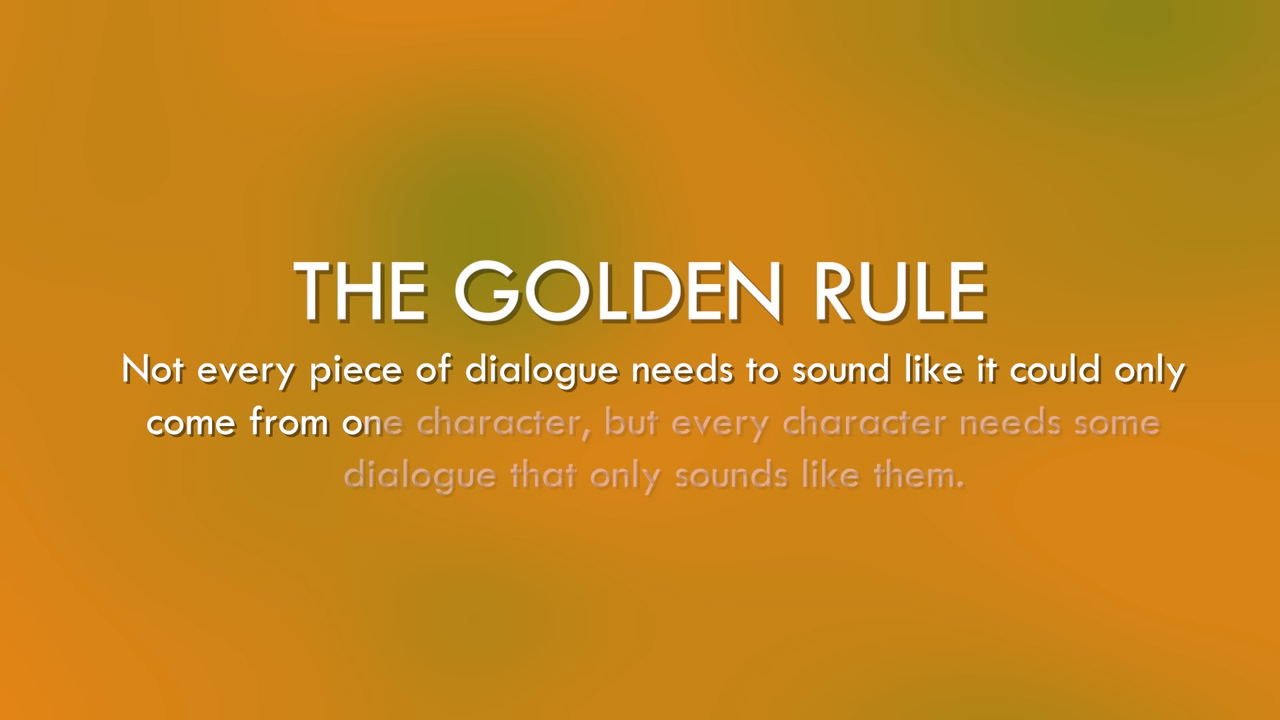 THE GOLDEN RULE
Not every piece of dialogue needs to sound like it could only
come from one character, but every character needs some
dialogue that only sounds like them.